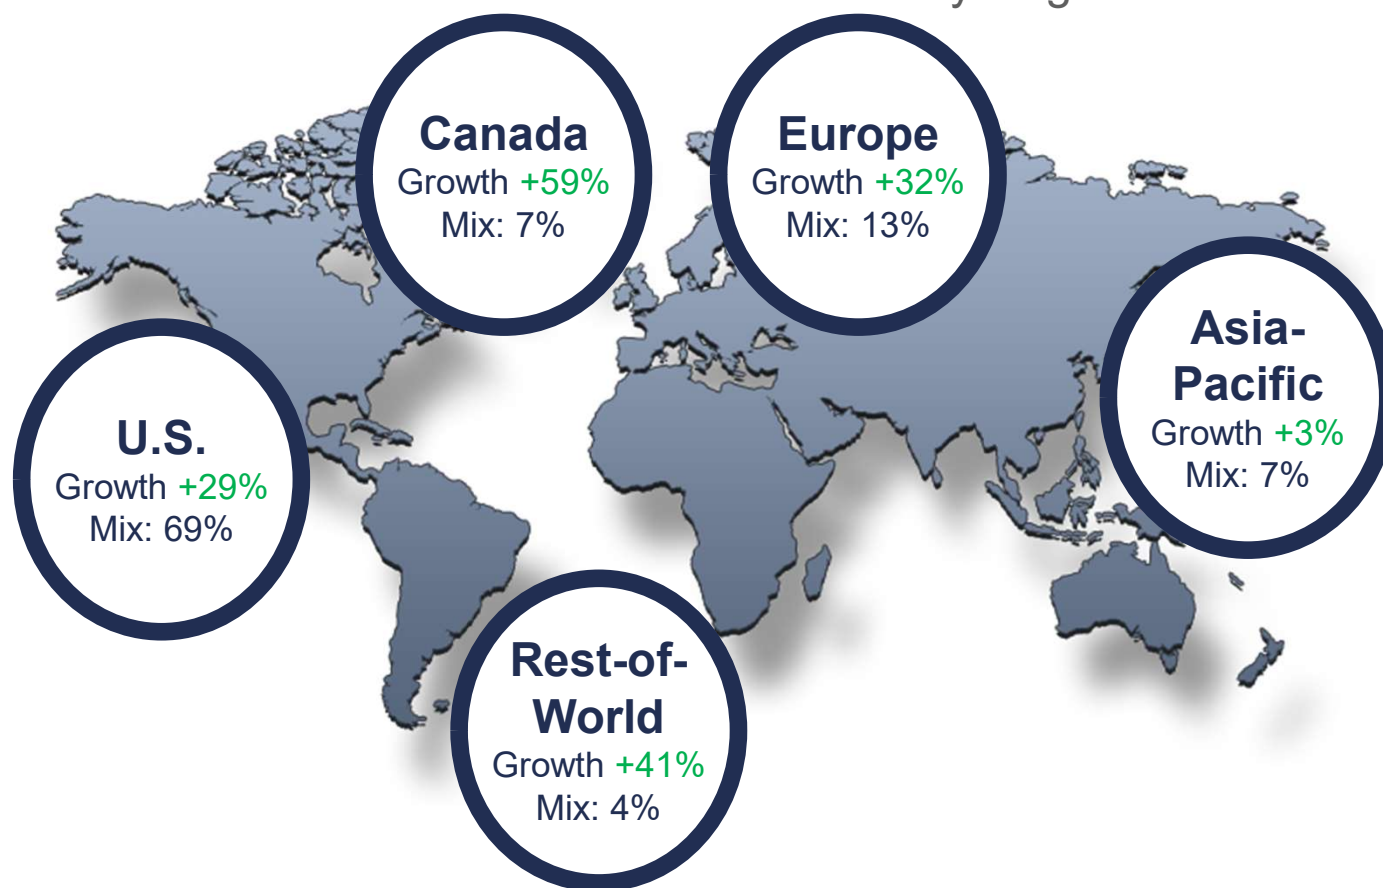 Canada
Growth +59%
Mix: 7%
Europe
Growth +32%
Mix: 13%
Asia-
Pacific
Growth +3%
Mix: 7%
U.S.
Growth +29%
Mix: 69%
Rest-of-
World
Growth +41%
Mix: 4%